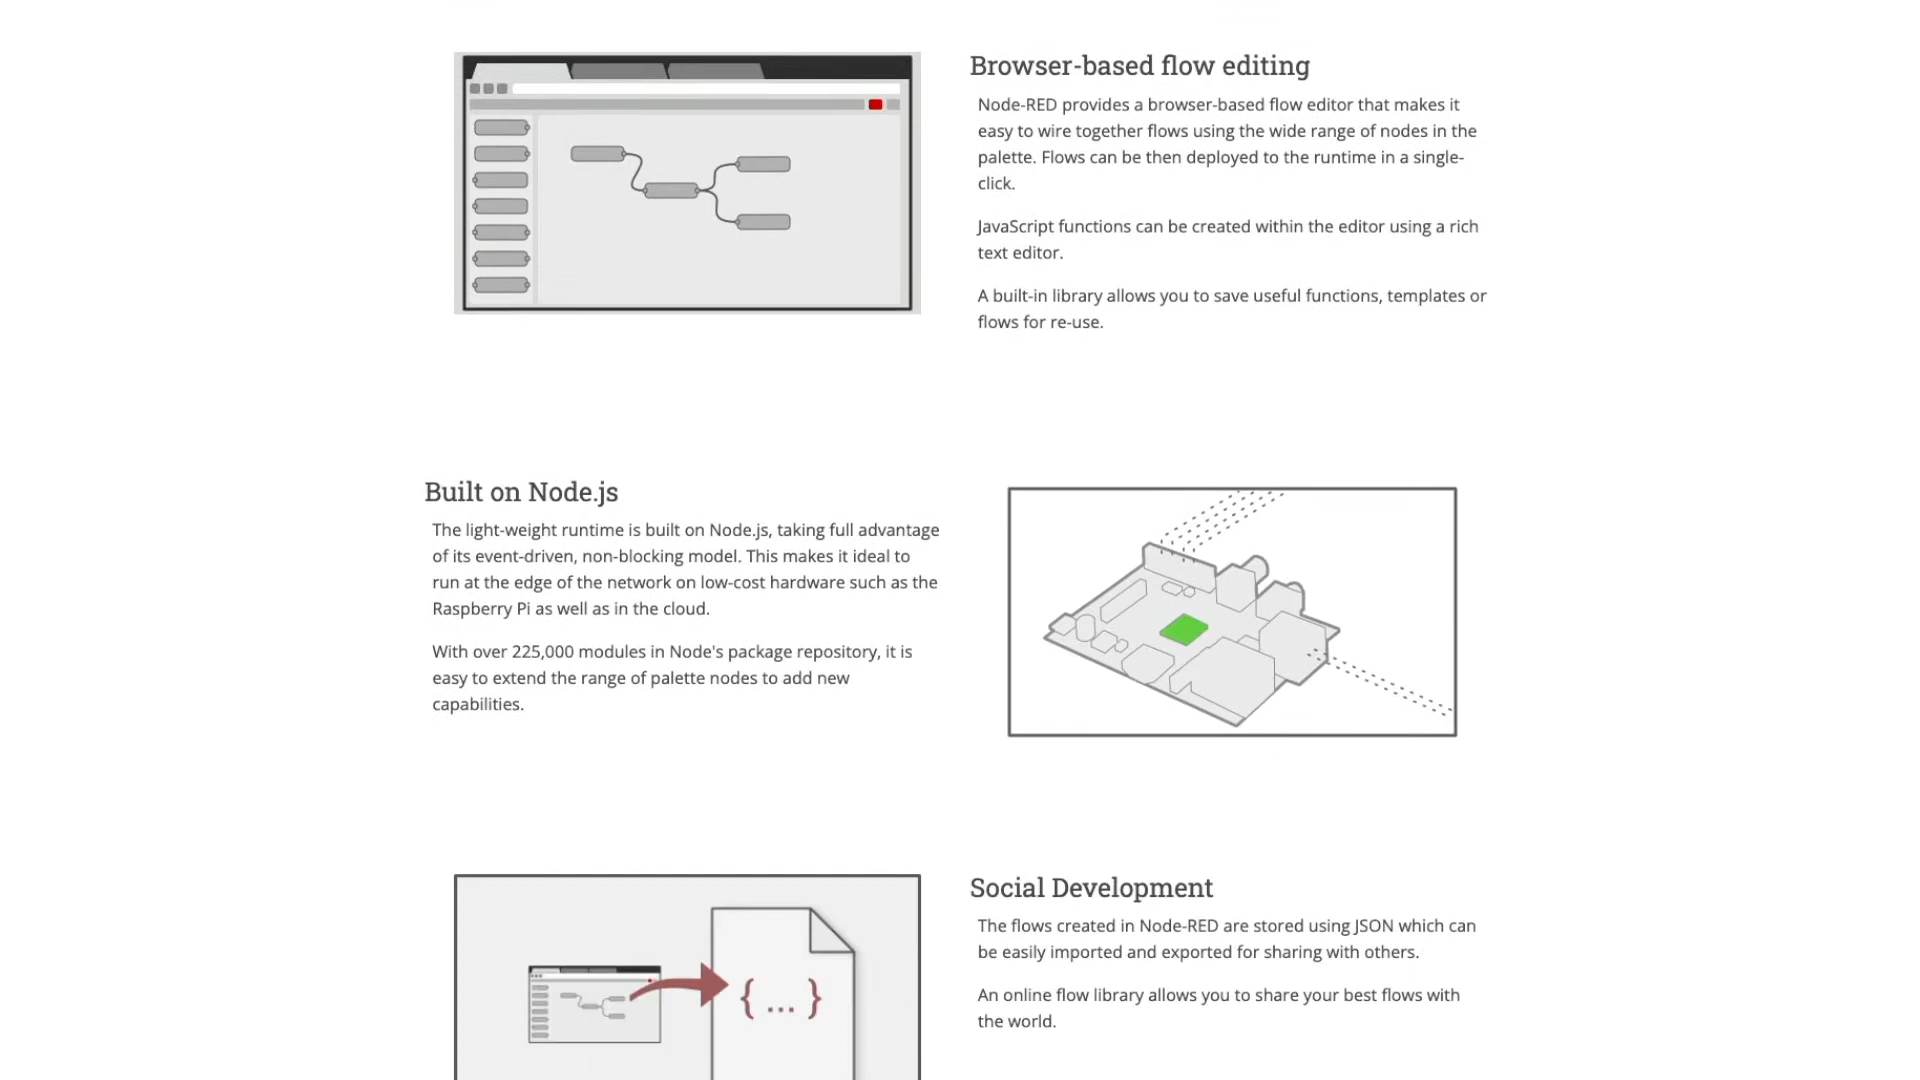 Browser-based flow editing
Node-RED provides a browser-based flow editor that makes it
easy to wire together flows using the wide range of nodes in the
palette. Flows can be then deployed to the runtime in a single-
click.
JavaScript functions can be created within the editor using a rich
text editor.
A built-in library allows you to save useful functions, templates or
flows for re-use.
Built on Node.js
The light-weight runtime is built on Node.js, taking full advantage
of its event-driven, non-blocking model. This makes it ideal to
run at the edge of the network on low-cost hardware such as the
Raspberry Pi as well as in the cloud.
With over 225,000 modules in Node's package repository, it is
easy to extend the range of palette nodes to add new
capabilities.
{ ... }
Social Development
The flows created in Node-RED are stored using JSON which can
be easily imported and exported for sharing with others.
An online flow library allows you to share your best flows with
the world.